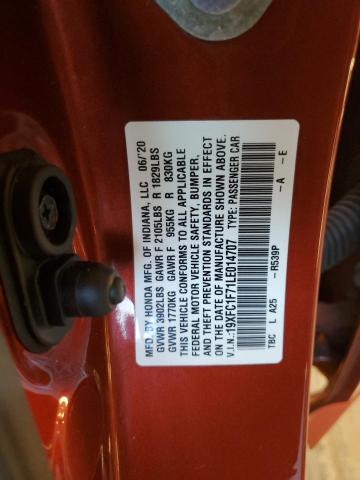 MFD. BY HONDA MFG. OF INDIANA, LLC 06/'20
GVWR 3902LBS GAWR F 2105LBS R 1829LBS
GVWR 1770KG GAWR F 955KG R 830KG
THIS VEHICLE CONFORMS TO ALL APPLICABLE
FEDERAL MOTOR VEHICLE SAFETY, BUMPER,
AND THEFT PREVENTION STANDARDS IN EFFECT
ON THE DATE OF MANUFACTURE SHOWN ABOVE.
V.I.N.:19XFC1F71LE014707 TYPE: PASSENGER CAR
TBC L A25 -R539P -A -E